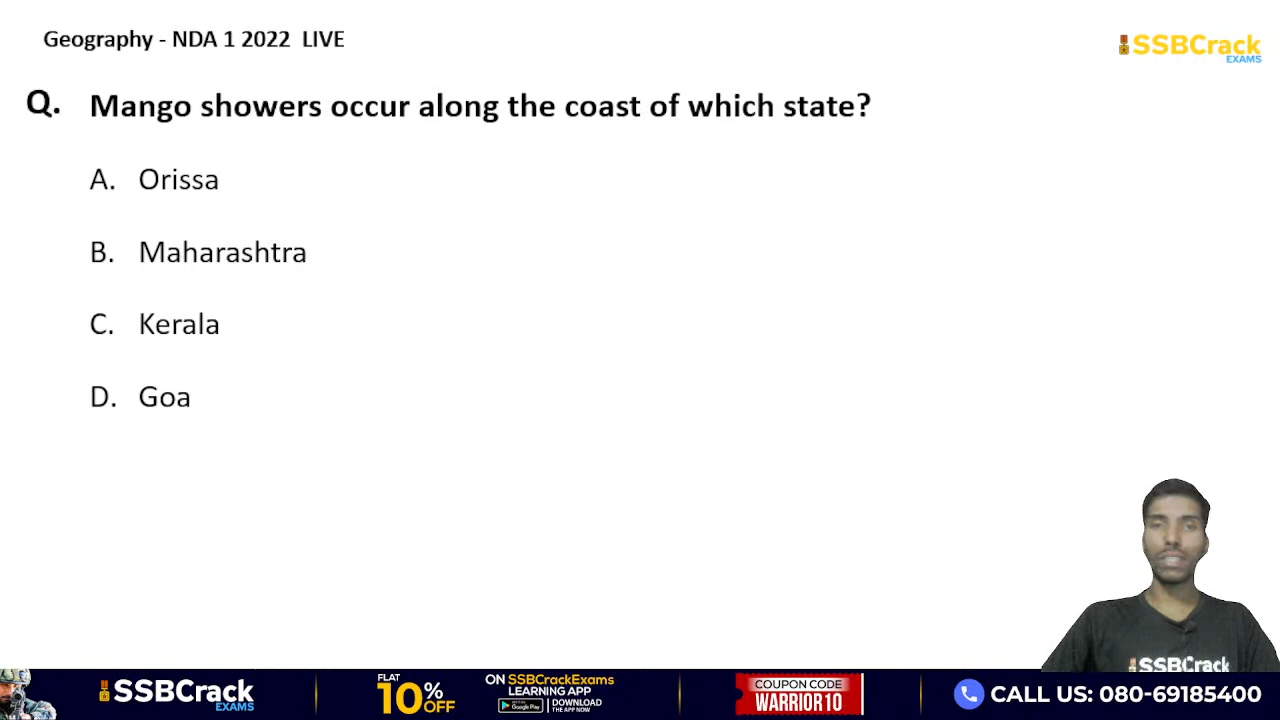 Geography - NDA 1 2022 LIVE
SSBCrack
EXAMS
Q. Mango showers occur along the coast of which state?
A. Orissa
B. Maharashtra
C. Kerala
D. Goa
SSBCrack
SSBCrack
EXAMS
FLAT
10% OFF
ON SSBCrackExams
LEARNING APP
Google Play
DOWNLOAD
THE APP NOW
COUPON CODE
WARRIOR10
CALL US: 080-69185400